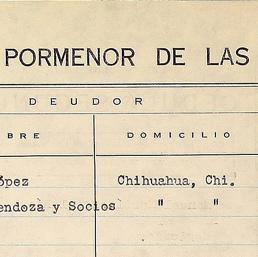 PORMENOR DE LAS
DEUDOR
BRE DOMICILIO
ópez Chihuahua, Chi.
endoza y Socios " "